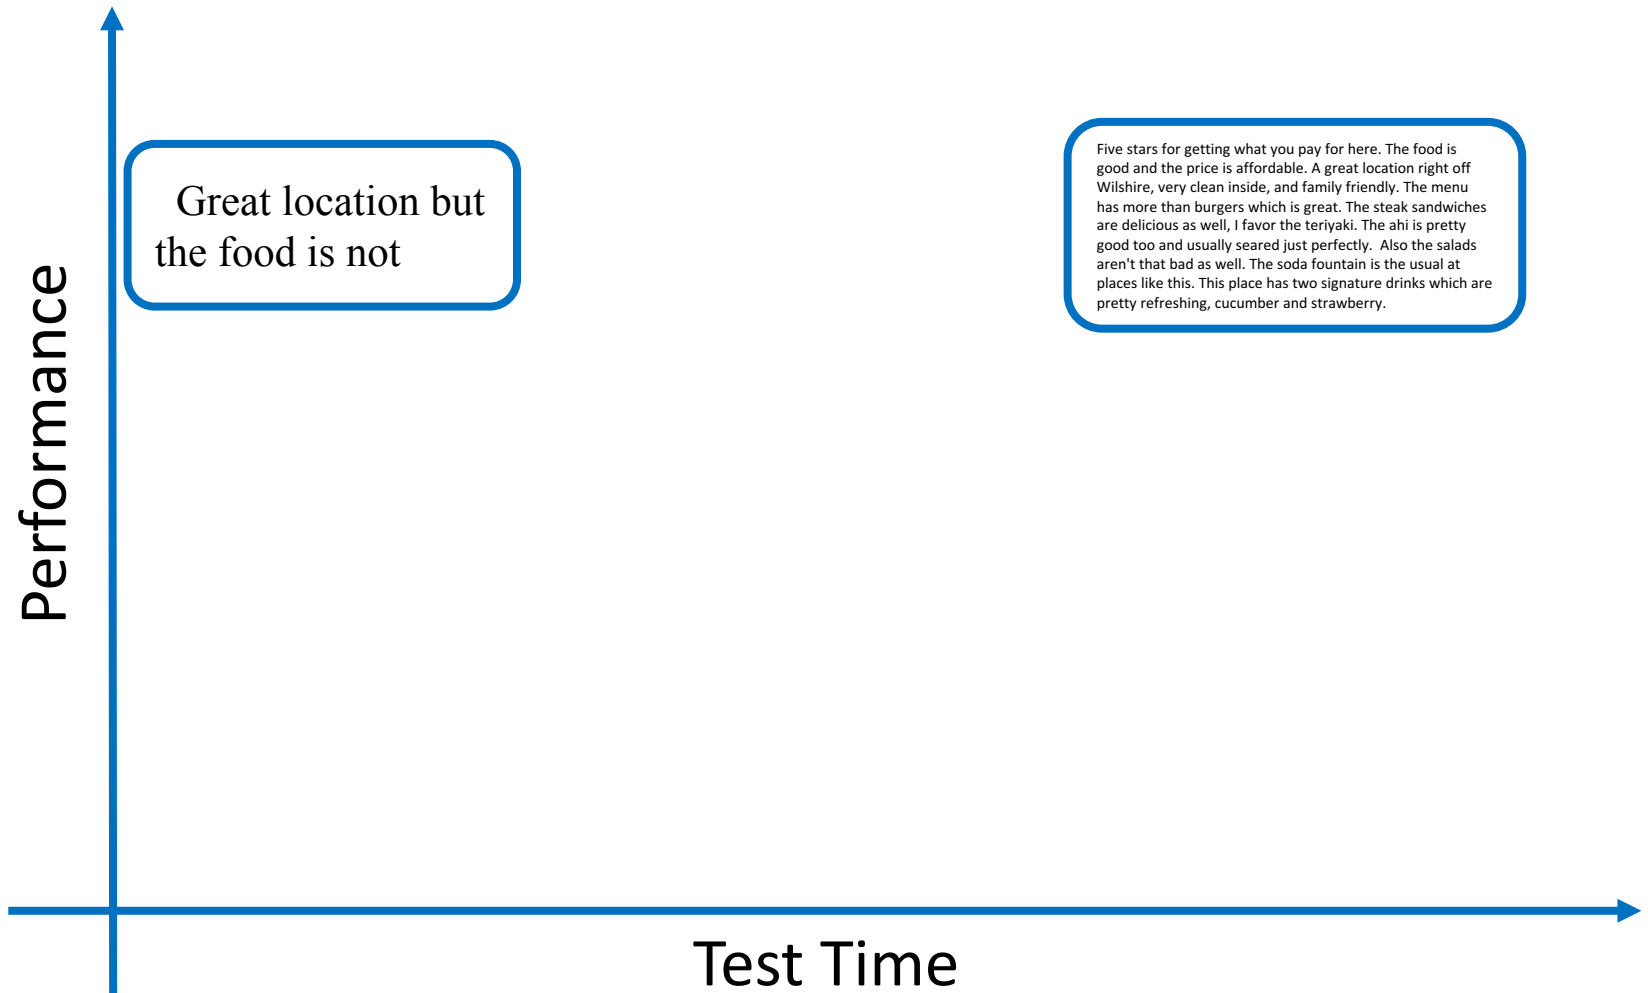 Performance
Great location but
the food is not
Five stars for getting what you pay for here. The food is
good and the price is affordable. A great location right off
Wilshire, very clean inside, and family friendly. The menu
has more than burgers which is great. The steak sandwiches
are delicious as well, I favor the teriyaki. The ahi is pretty
good too and usually seared just perfectly.  Also the salads
aren't that bad as well. The soda fountain is the usual at
places like this. This place has two signature drinks which are
pretty refreshing, cucumber and strawberry.
Test Time